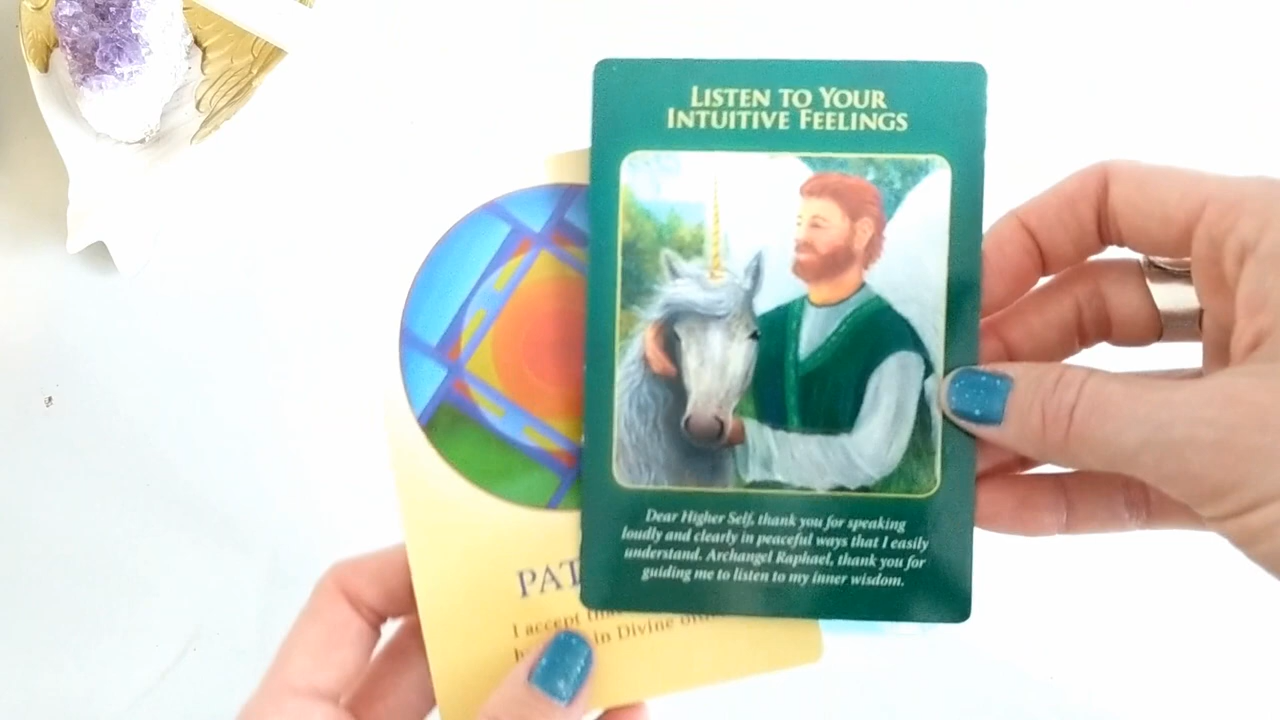 LISTEN TO YOUR
INTUITIVE FEELINGS
Dear Higher Self, thank you for speaking
loudly and clearly in peaceful ways that I easily
understand. Archangel Raphael, thank you for
guiding me to listen to my inner wisdom.
PAT
I accept
in Divine